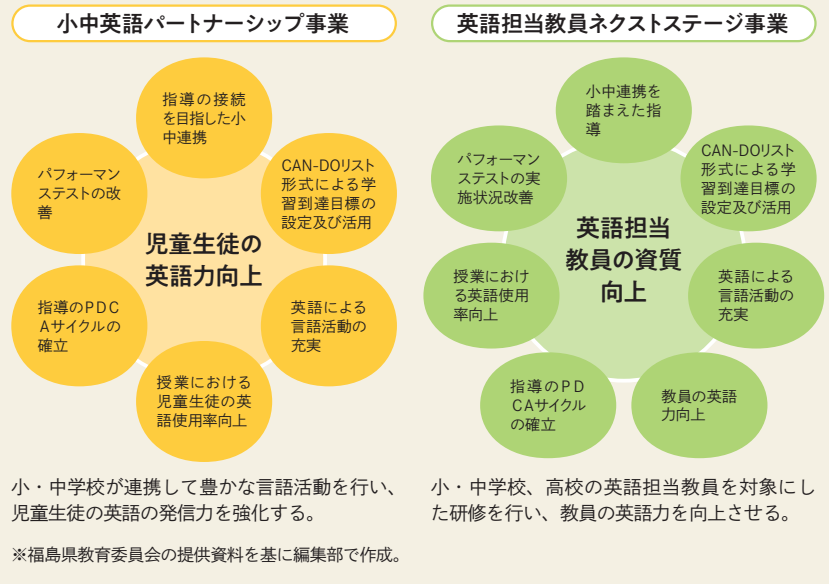 小中英語パートナーシップ事業
指導の接続
を目指した小
中連携
CAN-DOリスト
形式による学
習到達目標の
設定及び活用
英語による
言語活動の
充実
授業における
児童生徒の英
語使用率向上
指導のPDC
Aサイクルの
確立
パフォーマン
ステストの改
善
児童生徒の
英語力向上
小・中学校が連携して豊かな言語活動を行い、
児童生徒の英語の発信力を強化する。
※福島県教育委員会の提供資料を基に編集部で作成。
英語担当教員ネクストステージ事業
小中連携を
踏まえた指
導
CAN-DOリスト
形式による学
習到達目標の
設定及び活用
英語による
言語活動の
充実
教員の英語
力向上
指導のPD
CAサイクル
の確立
授業におけ
る英語使用
率向上
パフォーマン
ステストの実
施状況改善
英語担当
教員の資質
向上
小・中学校、高校の英語担当教員を対象にし
た研修を行い、教員の英語力を向上させる。